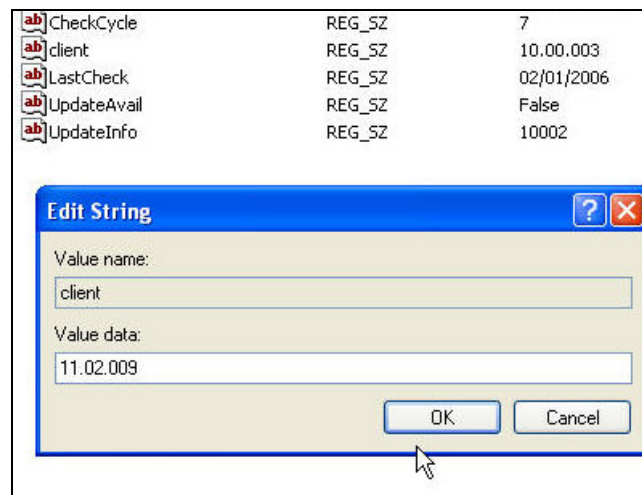 CheckCycle REG_SZ 7
client REG_SZ 10.00.003
LastCheck REG_SZ 02/01/2006
UpdateAvail REG_SZ False
UpdateInfo REG_SZ 10002
Edit String
Value name:
client
Value data:
11.02.009
OK Cancel